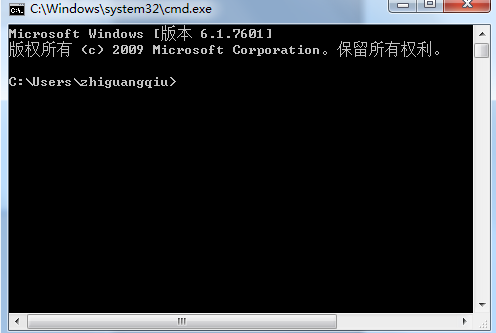 C:\Windows\system32\cmd.exe
Microsoft Windows [版本 6.1.7601]
版权所有 (c) 2009 Microsoft Corporation。保留所有权利。
C:\Users\zhiguangqiu>